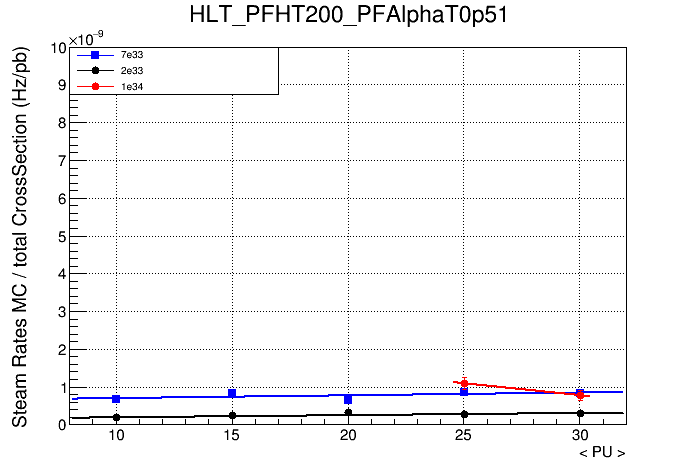 HLT_PFHT200_PFAlphaT0p51
×10⁻⁹
Steam Rates MC / total CrossSection (Hz/pb)
7e33
2e33
1e34
10
9
8
7
6
5
4
3
2
1
0
10 15 20 25 30
< PU >